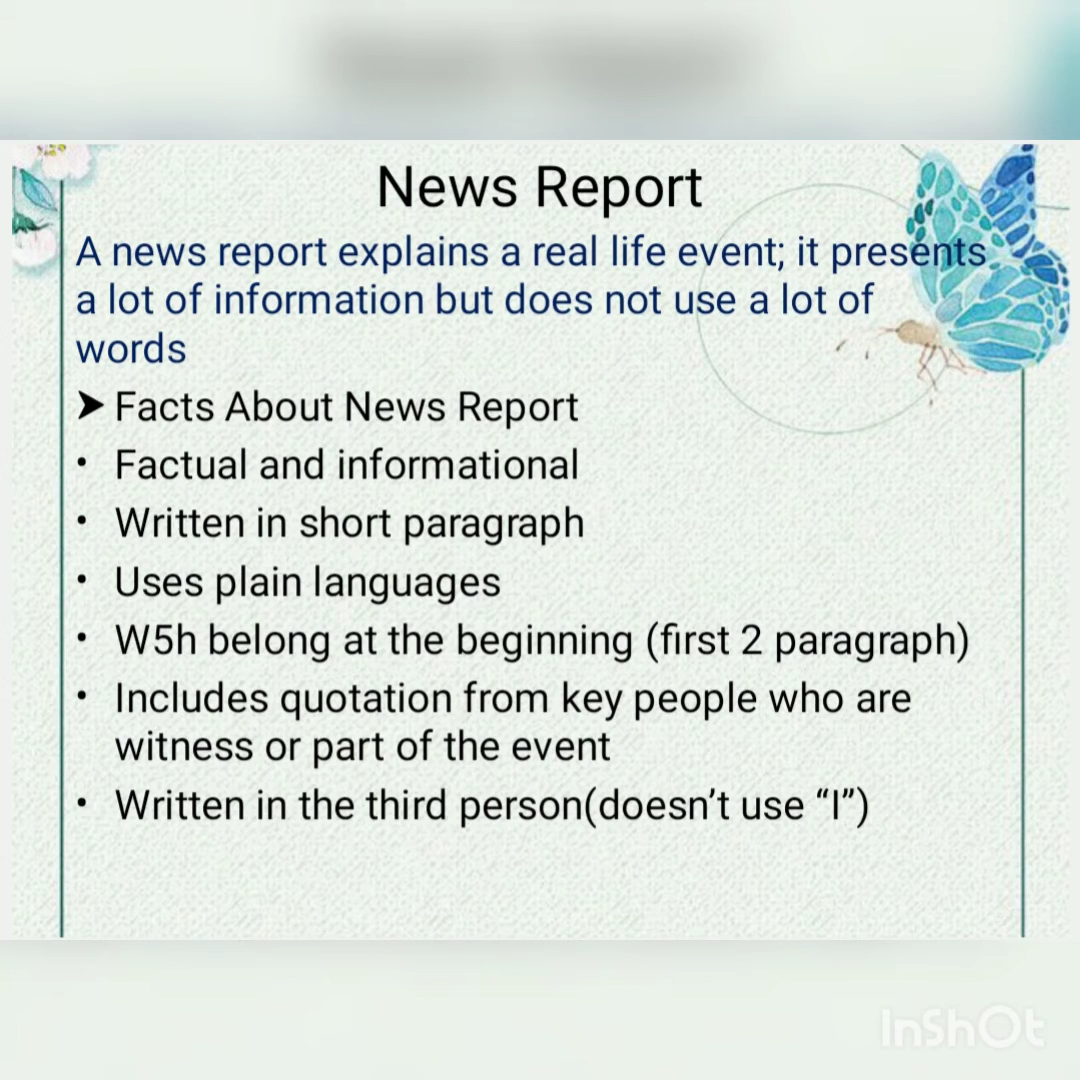 News Report
A news report explains a real life event; it presents
a lot of information but does not use a lot of
words
➤ Facts About News Report
• Factual and informational
• Written in short paragraph
• Uses plain languages
• W5h belong at the beginning (first 2 paragraph)
• Includes quotation from key people who are
witness or part of the event
• Written in the third person(doesn’t use “I”)
InShOt